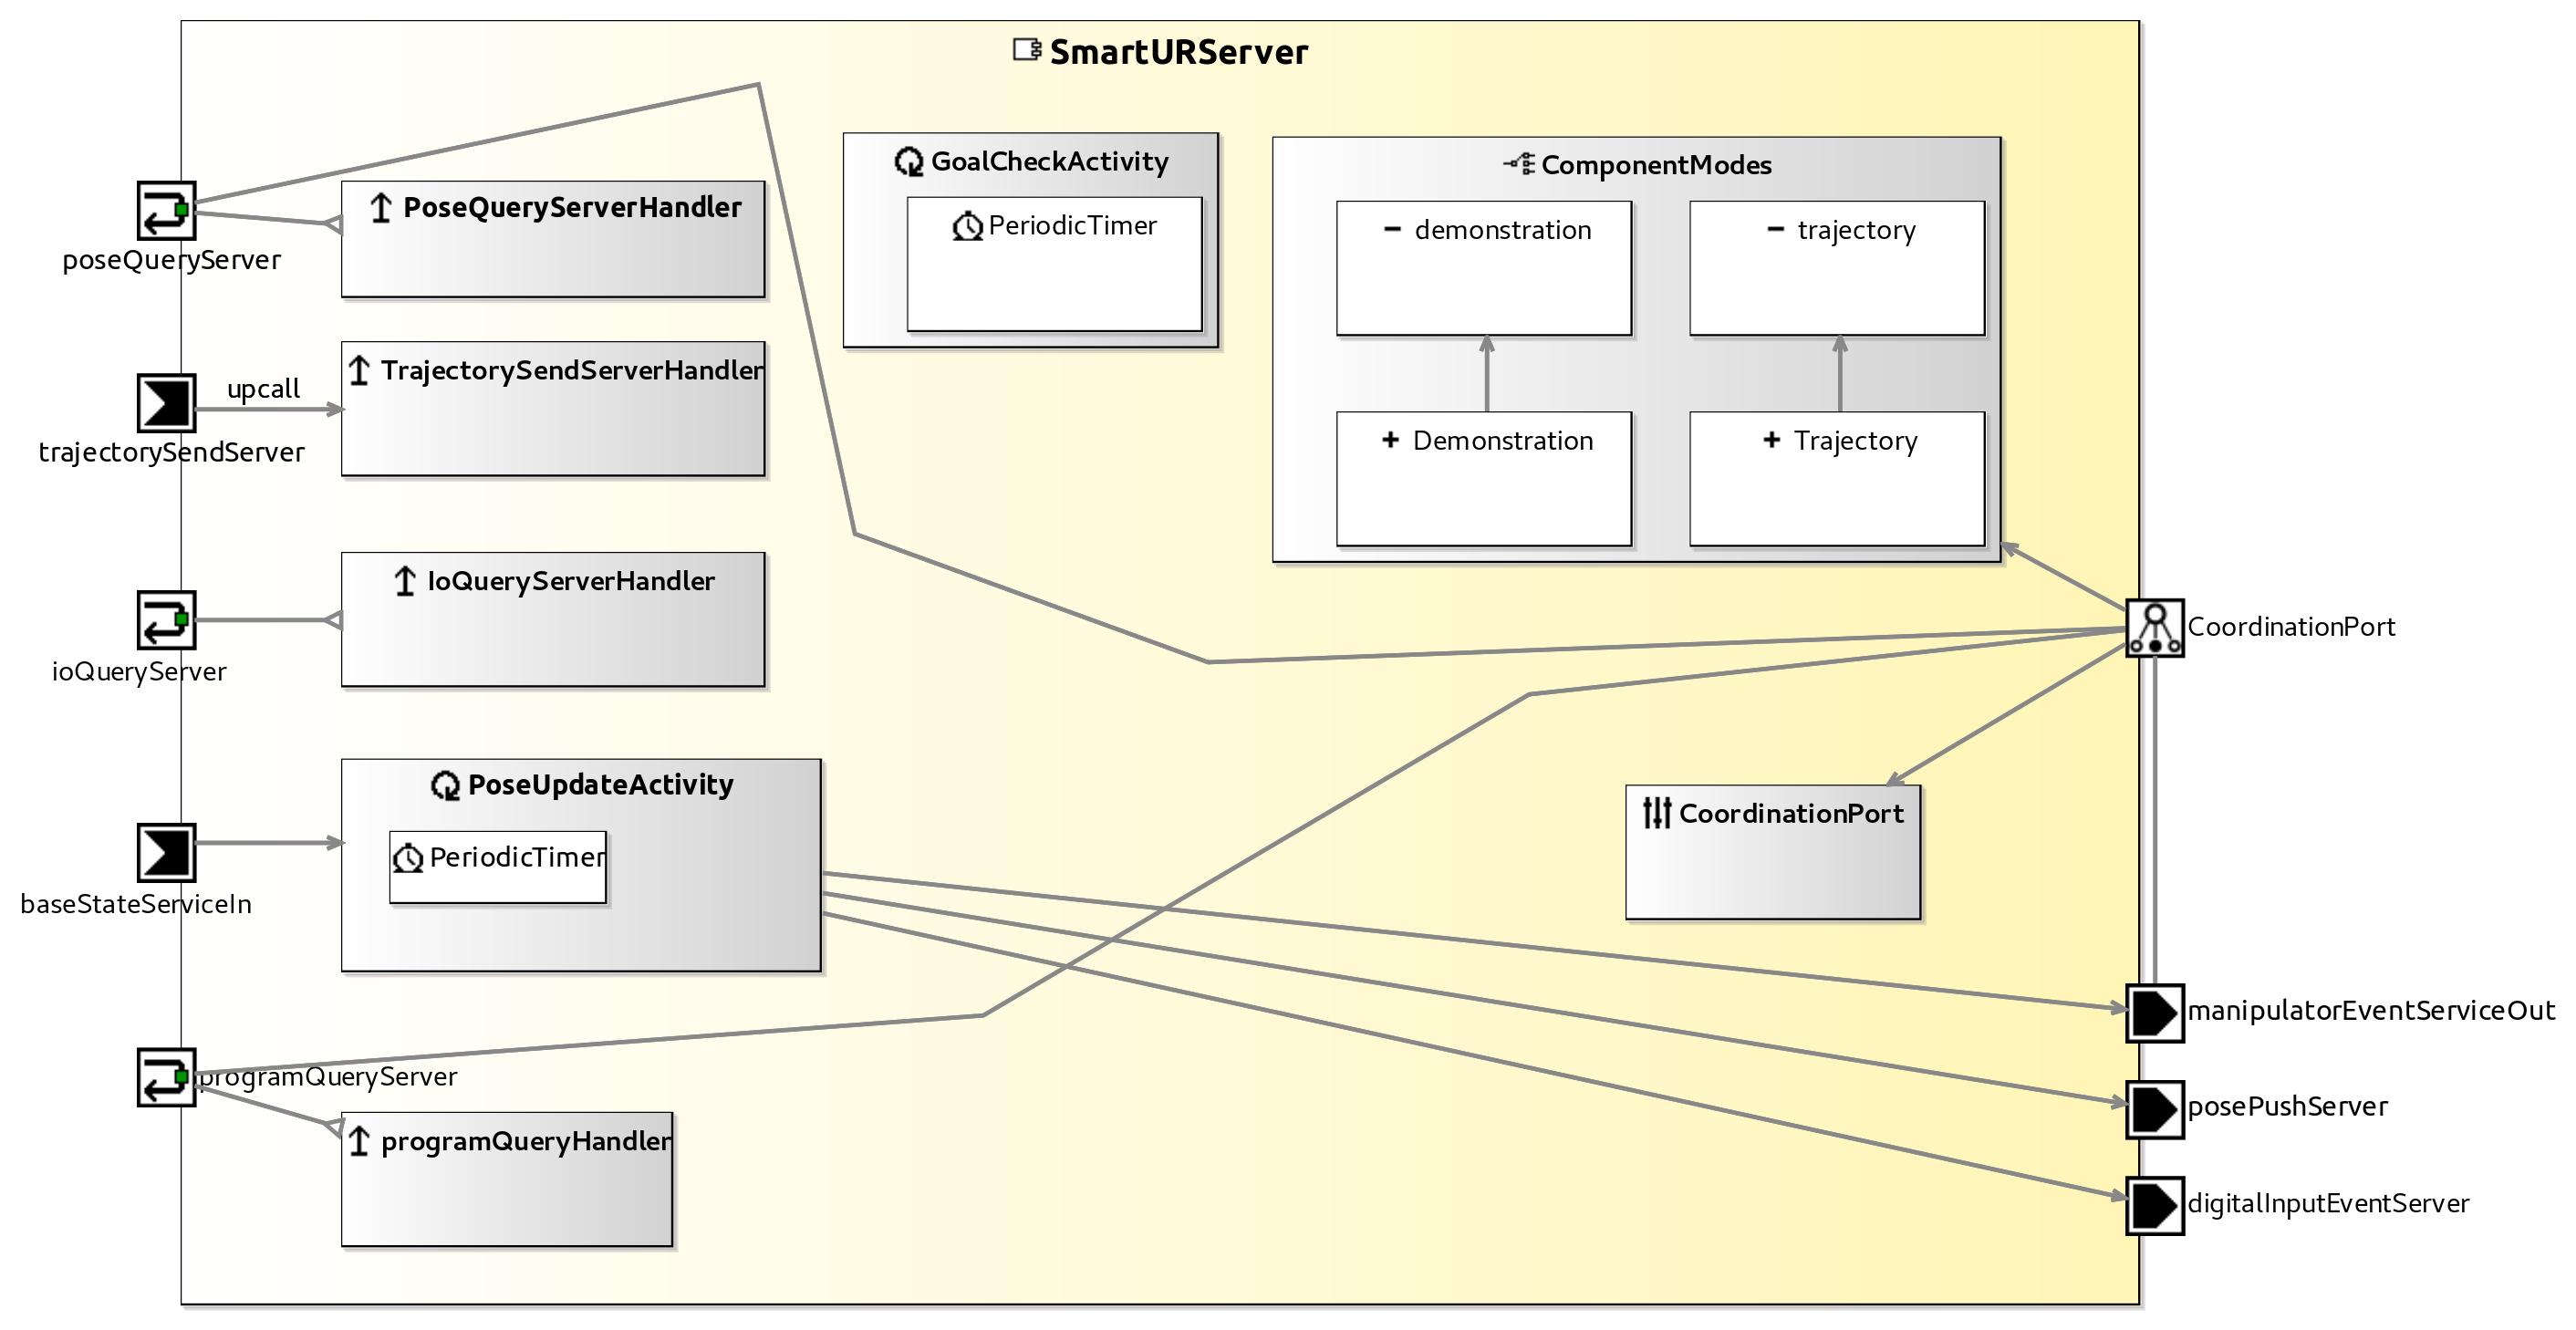 SmartURServer
poseQueryServer
PoseQueryServerHandler
GoalCheckActivity
PeriodicTimer
ComponentModes
demonstration
trajectory
Demonstration
Trajectory
upcall
trajectorySendServer
TrajectorySendServerHandler
ioQueryServer
IoQueryServerHandler
CoordinationPort
baseStateServiceIn
PoseUpdateActivity
PeriodicTimer
CoordinationPort
programQueryServer
programQueryHandler
manipulatorEventServiceOut
posePushServer
digitalInputEventServer